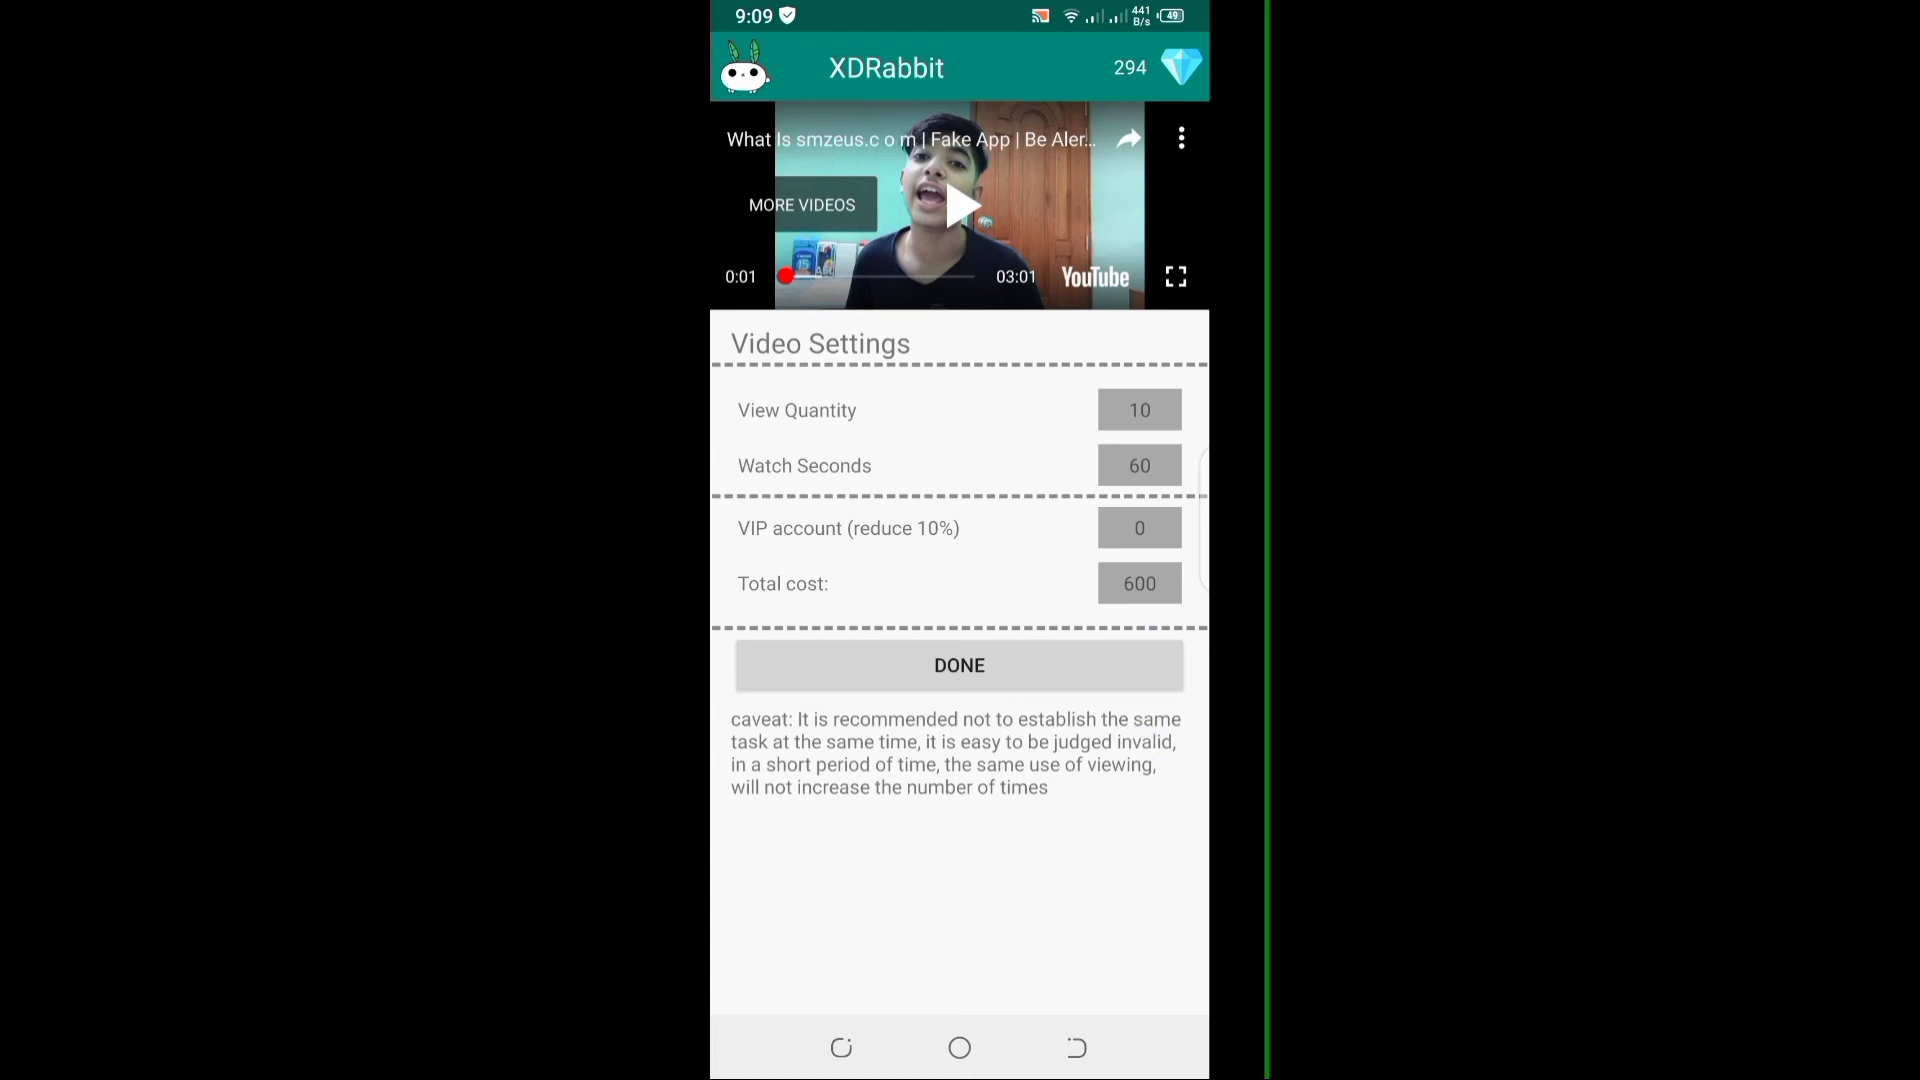 9:09
441
B/s
49
XDRabbit
294
What Is smzeus.c o m | Fake App | Be Aler...
MORE VIDEOS
0:01
03:01
YouTube
Video Settings
View Quantity
10
Watch Seconds
60
VIP account (reduce 10%)
0
Total cost:
600
DONE
caveat: It is recommended not to establish the same
task at the same time, it is easy to be judged invalid,
in a short period of time, the same use of viewing,
will not increase the number of times